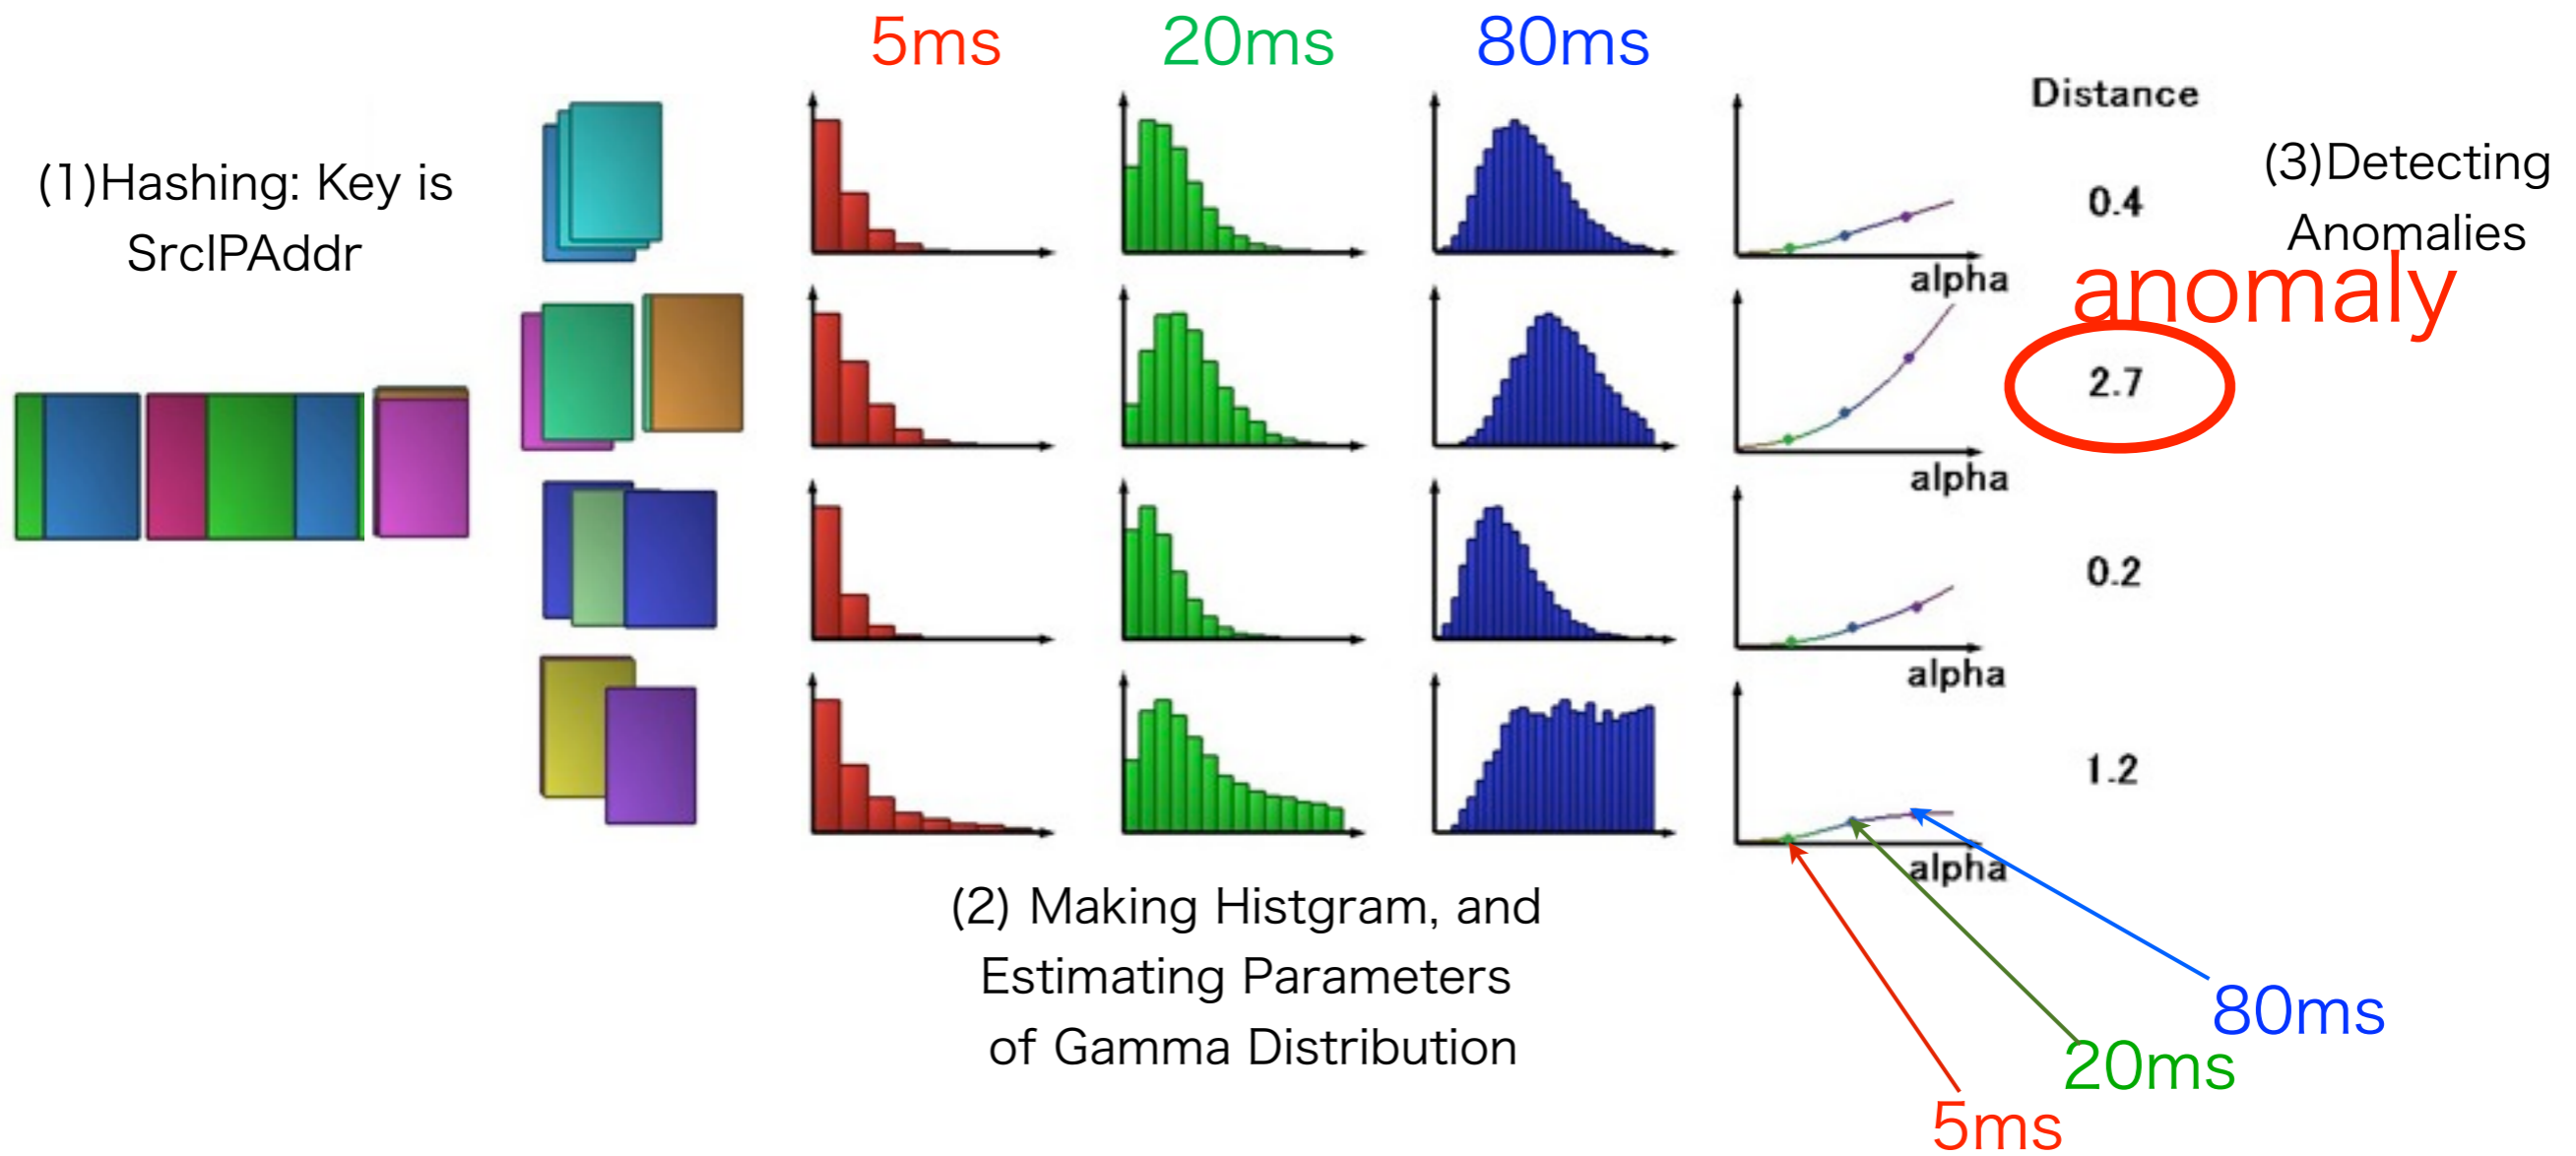 5ms
20ms
80ms
Distance
(1)Hashing: Key is
SrcIPAddr
(3)Detecting
Anomalies
0.4
alpha
anomaly
2.7
alpha
0.2
alpha
1.2
alpha
(2) Making Histgram, and
Estimating Parameters
of Gamma Distribution
80ms
20ms
5ms